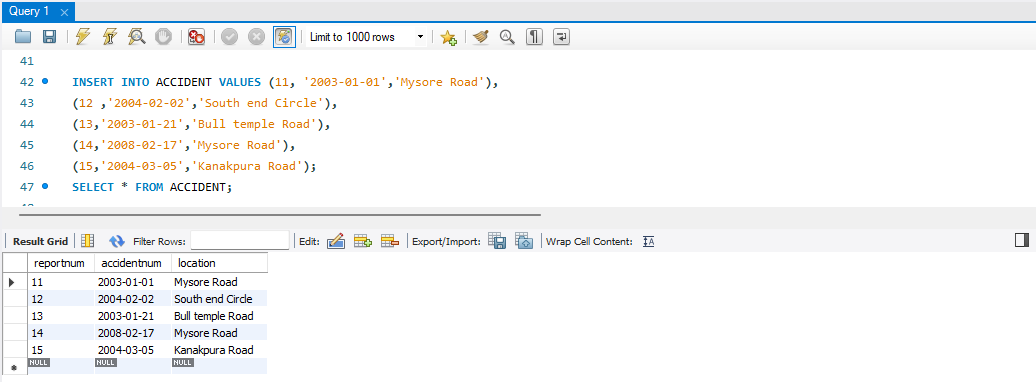 Query 1
Limit to 1000 rows
41
42 INSERT INTO ACCIDENT VALUES (11, '2003-01-01','Mysore Road'),
43 (12 ,'2004-02-02','South end Circle'),
44 (13,'2003-01-21','Bull temple Road'),
45 (14,'2008-02-17','Mysore Road'),
46 (15,'2004-03-05','Kanakpura Road');
47 SELECT * FROM ACCIDENT;
Result Grid Filter Rows: Edit: Export/Import: Wrap Cell Content: IA
reportnum accidentnum location
11 2003-01-01 Mysore Road
12 2004-02-02 South end Circle
13 2003-01-21 Bull temple Road
14 2008-02-17 Mysore Road
15 2004-03-05 Kanakpura Road
NULL NULL NULL